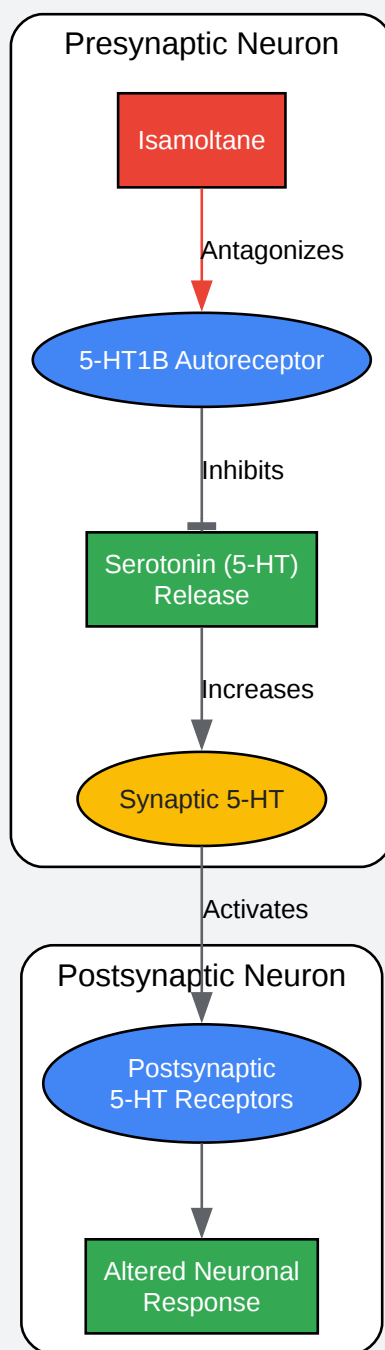 Presynaptic Neuron
Isamoltane
Antagonizes
5-HT1B Autoreceptor
Inhibits
Serotonin (5-HT)
Release
Increases
Synaptic 5-HT
Activates
Postsynaptic Neuron
Postsynaptic
5-HT Receptors
Altered Neuronal
Response